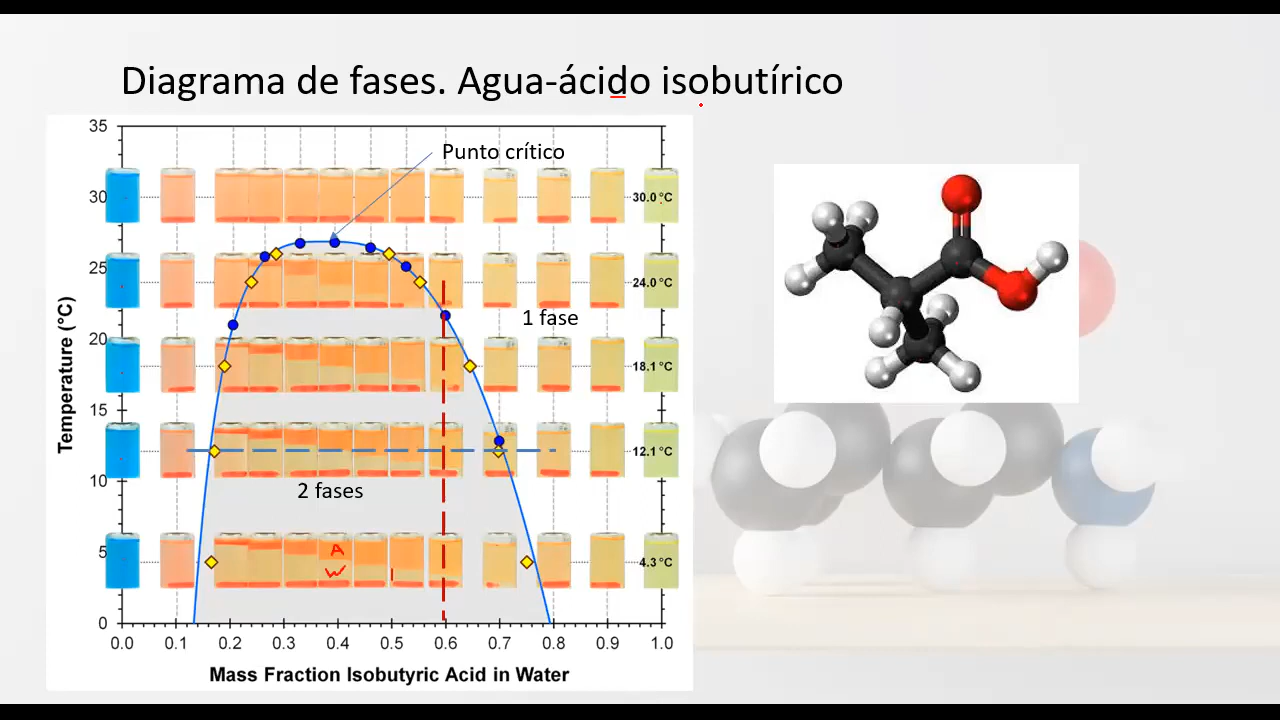 Diagrama de fases. Agua-ácido isobutírico
35
Punto crítico
30
30.0 °C
25
24.0 °C
1 fase
20
18.1 °C
15
12.1 °C
10
2 fases
5
A
W
4.3 °C
0
0.0 0.1 0.2 0.3 0.4 0.5 0.6 0.7 0.8 0.9 1.0
Temperature (°C)
Mass Fraction Isobutyric Acid in Water